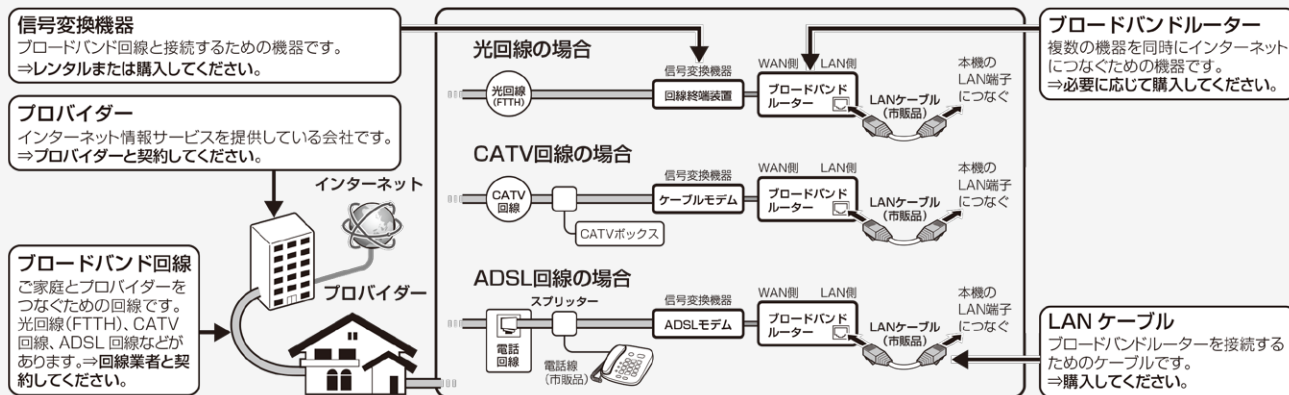 信号変換機器
ブロードバンド回線と接続するための機器です。
⇒レンタルまたは購入してください。
プロバイダー
インターネット情報サービスを提供している会社です。
⇒プロバイダーと契約してください。
インターネット
プロバイダー
ブロードバンド回線
ご家庭とプロバイダーを
つなぐための回線です。
光回線(FTTH)、CATV
回線、ADSL 回線などが
あります。⇒回線業者と契
約してください。
光回線の場合
光回線
(FTTH)
信号変換機器
回線終端装置
WAN側 LAN側
ブロードバンド
ルーター
LANケーブル
(市販品)
本機の
LAN端子
につなぐ
CATV回線の場合
CATV
回線
CATVボックス
信号変換機器
ケーブルモデム
WAN側 LAN側
ブロードバンド
ルーター
LANケーブル
(市販品)
本機の
LAN端子
につなぐ
ADSL回線の場合
電話
回線
スプリッター
電話線
(市販品)
信号変換機器
ADSLモデム
WAN側 LAN側
ブロードバンド
ルーター
LANケーブル
(市販品)
本機の
LAN端子
につなぐ
ブロードバンドルーター
複数の機器を同時にインターネット
につなぐための機器です。
⇒必要に応じて購入してください。
LAN ケーブル
ブロードバンドルーターを接続する
ためのケーブルです。
⇒購入してください。